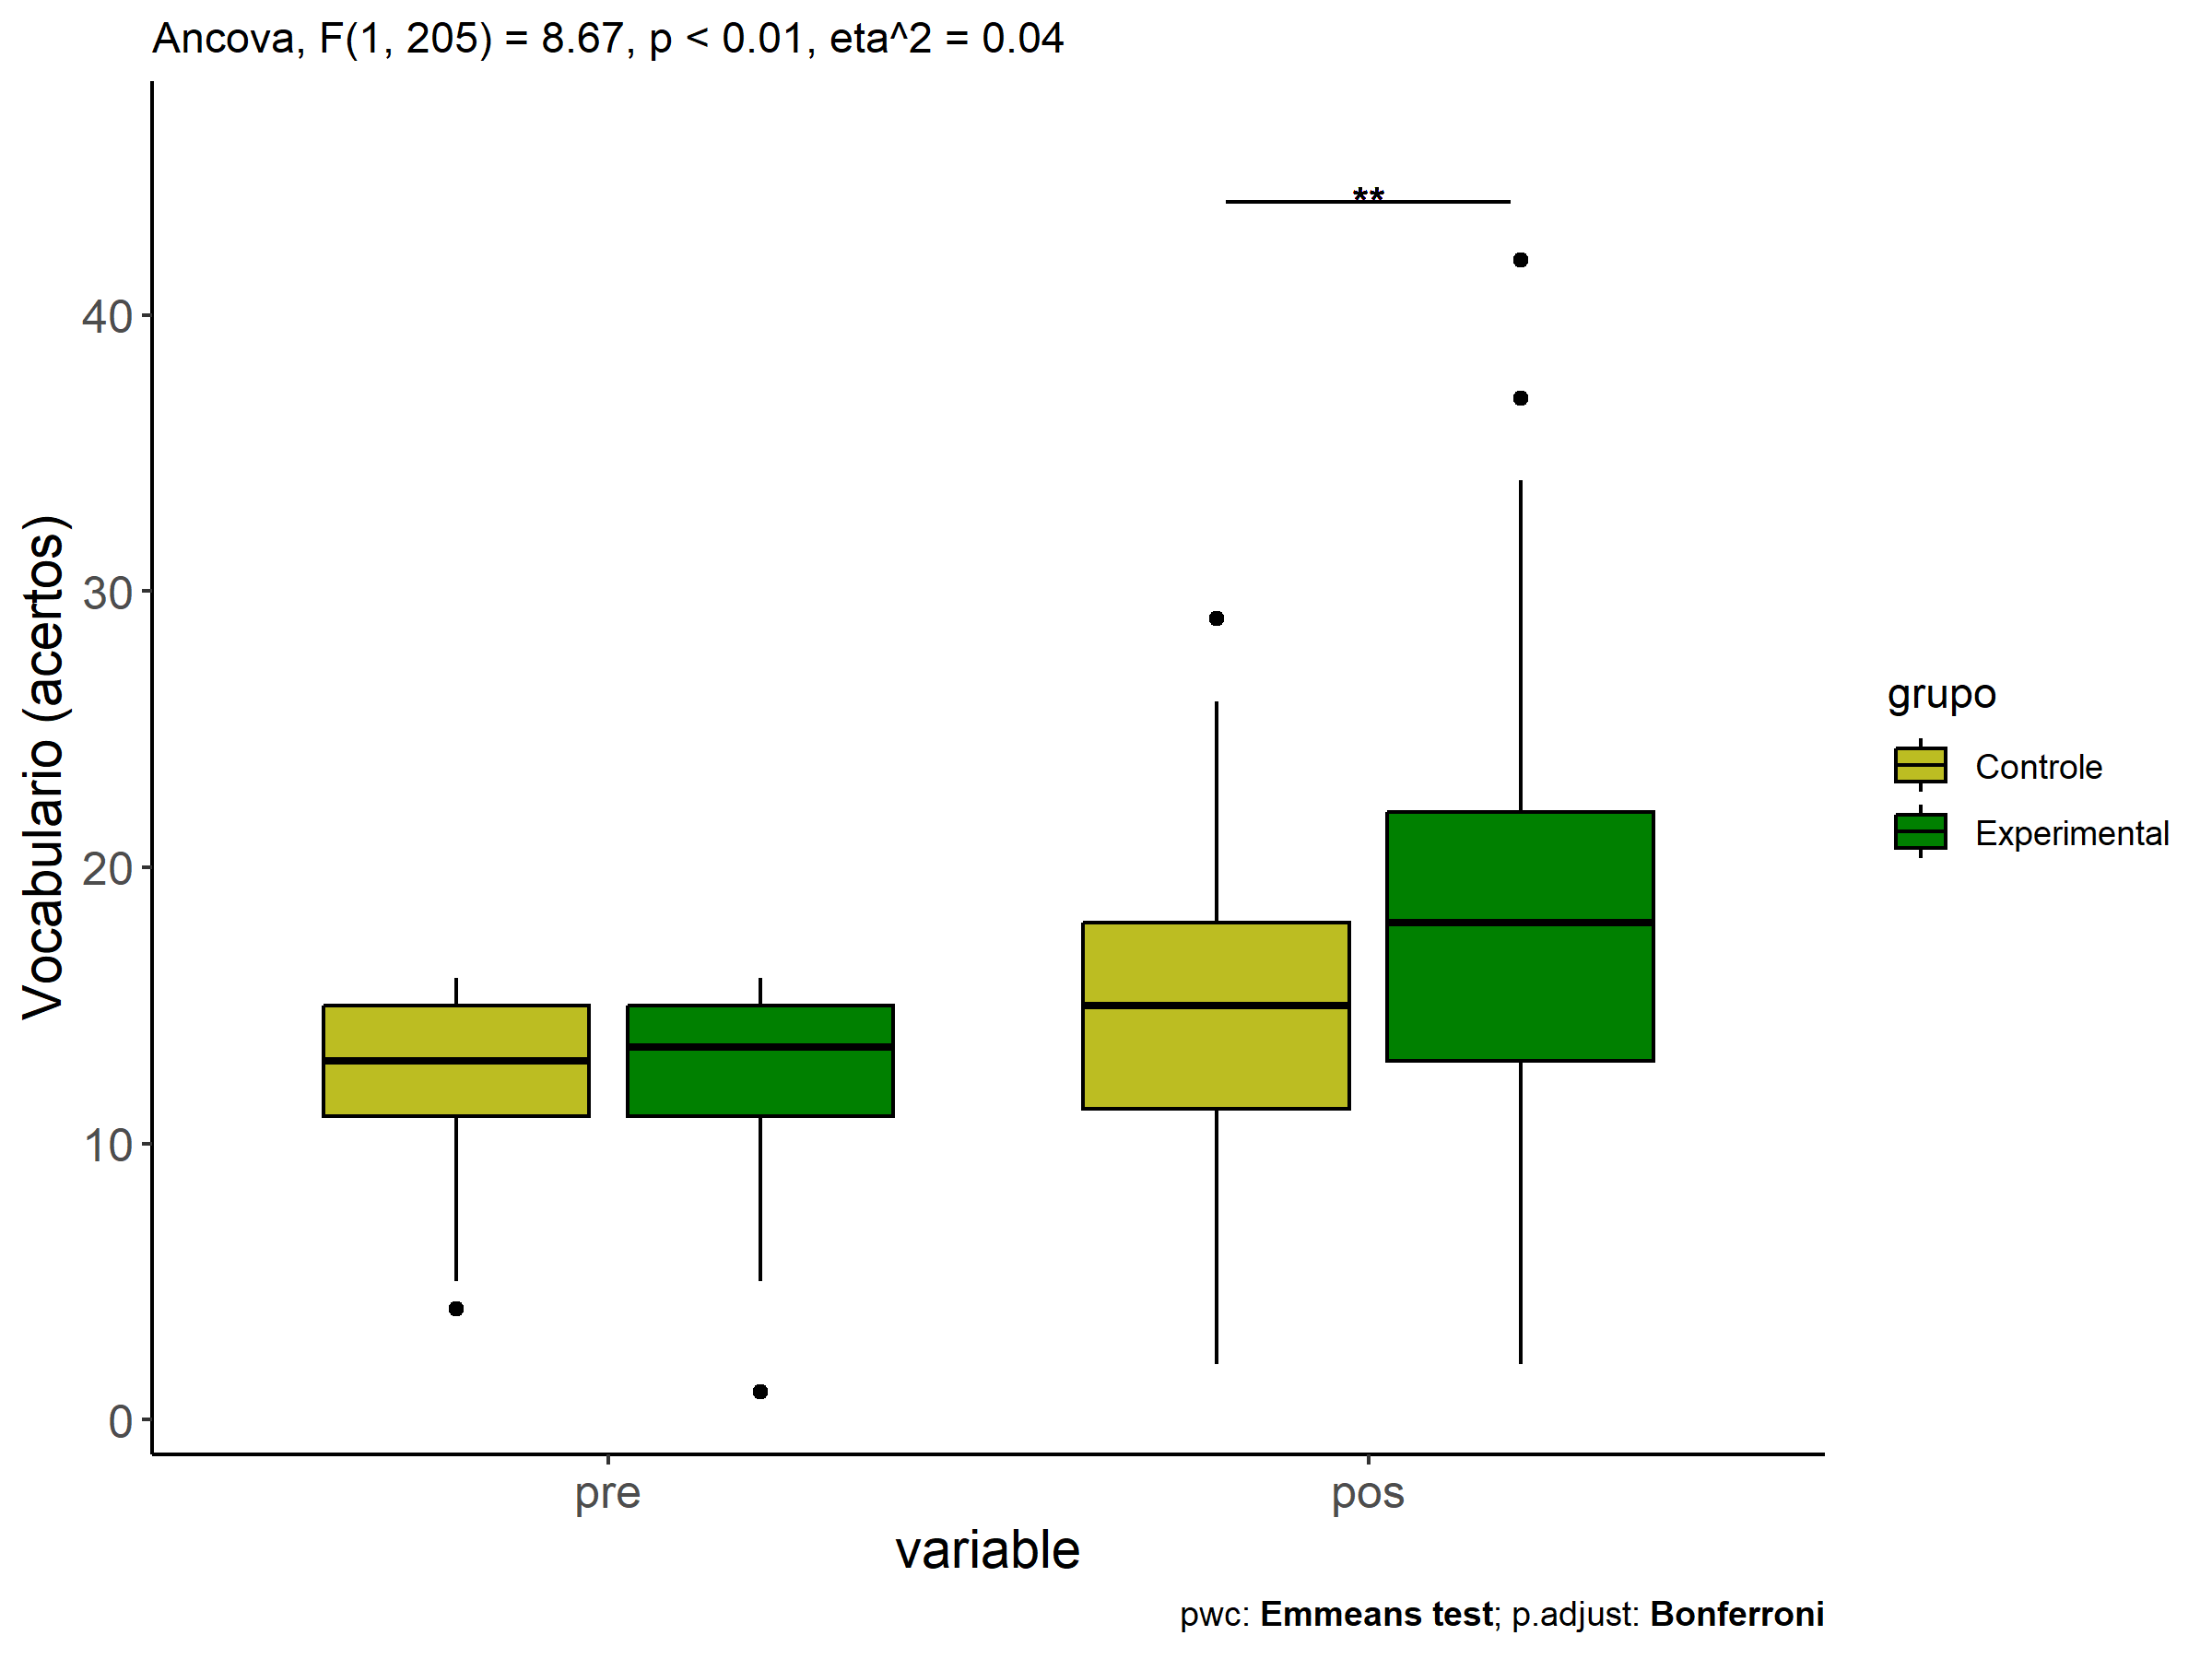 Ancova, F(1, 205) = 8.67, p < 0.01, eta^2 = 0.04
**
Vocabulario (acertos)
40
30
20
10
0
pre
pos
variable
grupo
Controle
Experimental
pwc: Emmeans test; p.adjust: Bonferroni